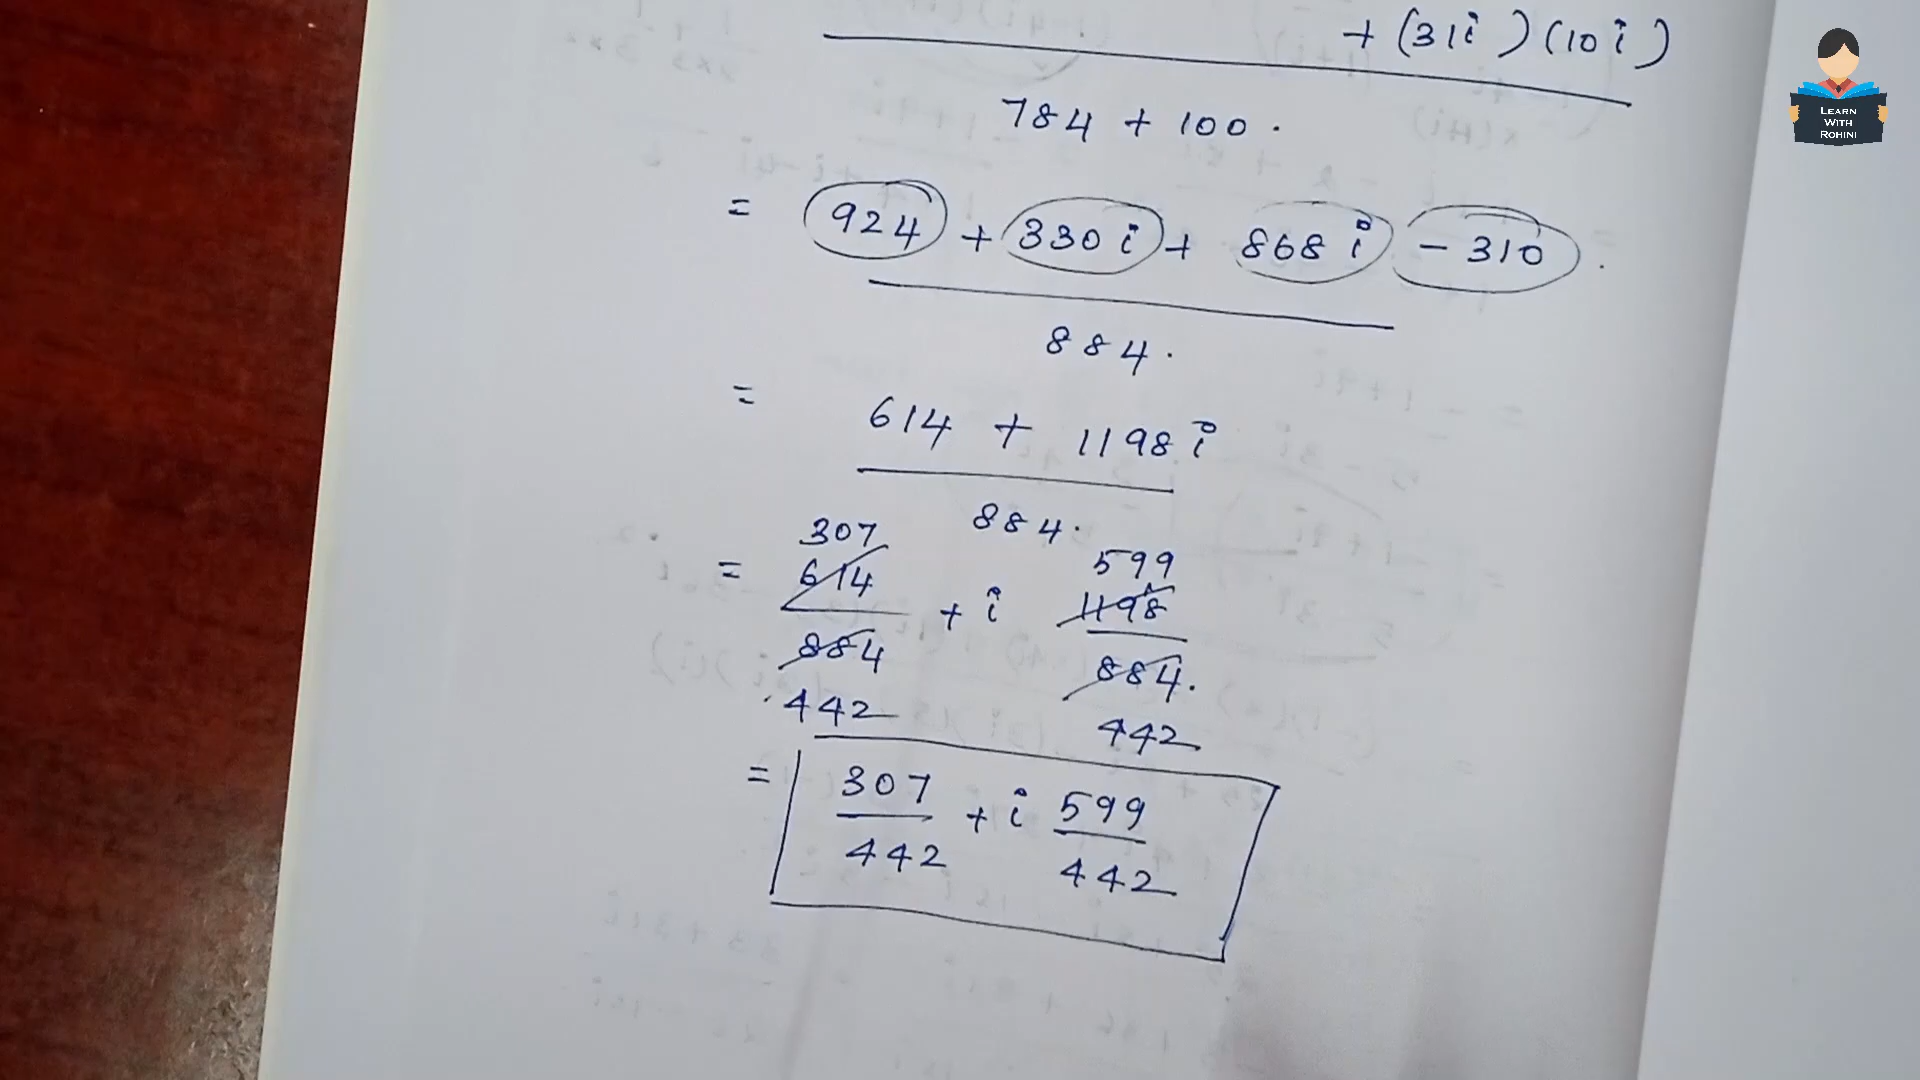 + (31i) (10i)
784 + 100.
LEARN
WITH
ROHINI
= 924 + 330i + 868i - 310.
884.
= 614 + 1198i
884.
307 599
= 614 + i 1198
884 884.
442 442
= 307 + i 599
442 442